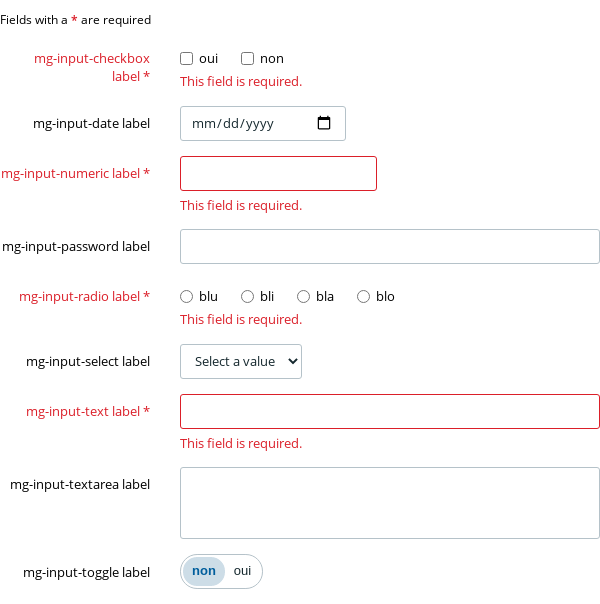 Fields with a * are required
mg-input-checkbox label *
oui non
This field is required.
mg-input-date label
mm/dd/yyyy
mg-input-numeric label *
This field is required.
mg-input-password label
mg-input-radio label *
blu bli bla blo
This field is required.
mg-input-select label
Select a value
mg-input-text label *
This field is required.
mg-input-textarea label
mg-input-toggle label
non oui